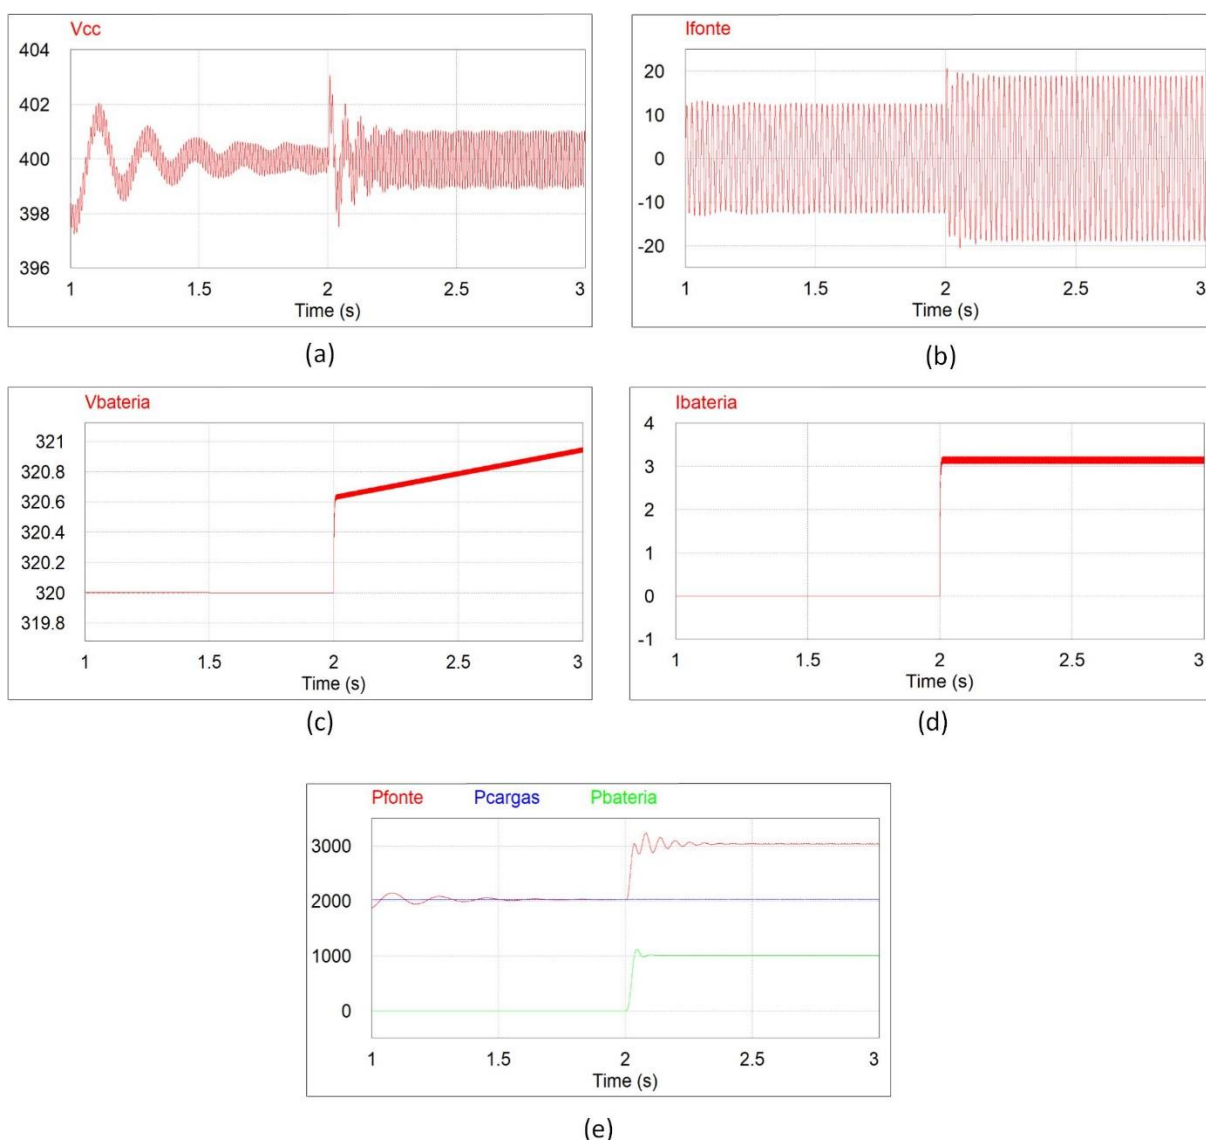 Vcc
404
402
400
398
396
1 1.5 2 2.5 3
Time (s)
(a)
Ifonte
20
10
0
-10
-20
1 1.5 2 2.5 3
Time (s)
(b)
Vbateria
321
320.8
320.6
320.4
320.2
320
319.8
1 1.5 2 2.5 3
Time (s)
(c)
Ibateria
4
3
2
1
0
-1
1 1.5 2 2.5 3
Time (s)
(d)
Pfonte Pcargas Pbateria
3000
2000
1000
0
1 1.5 2 2.5 3
Time (s)
(e)